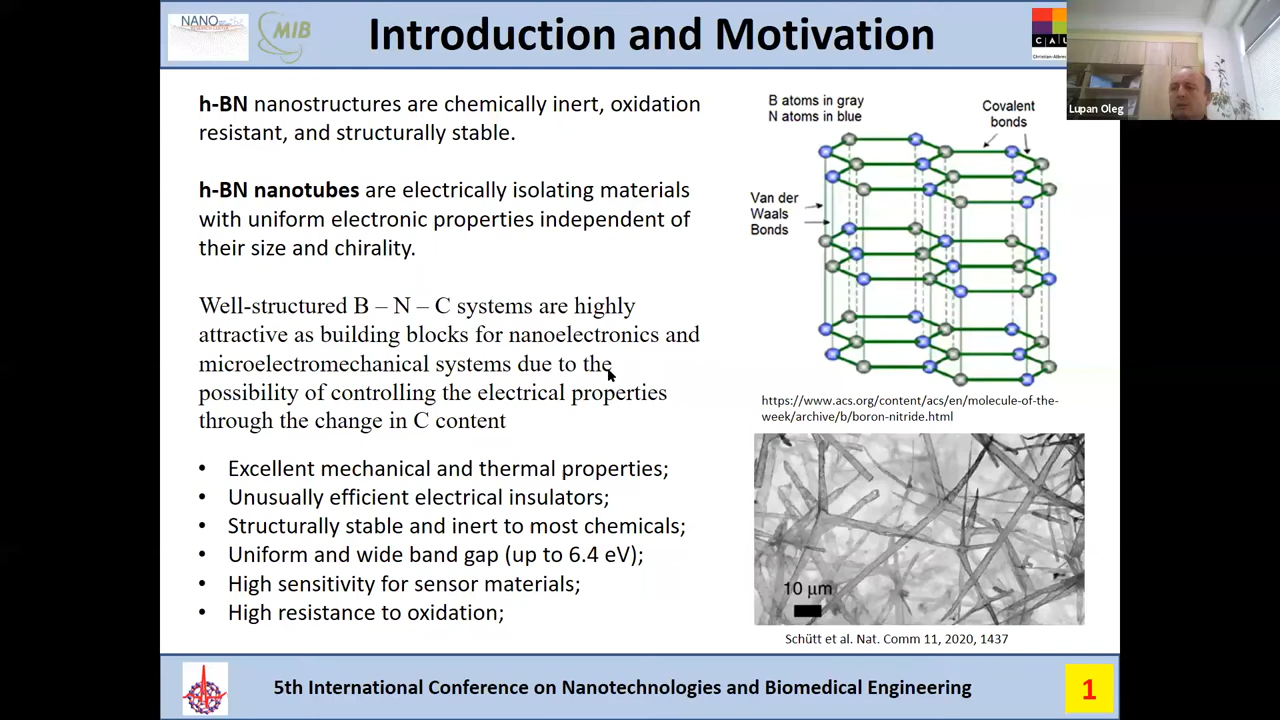 NANO
MIB
Introduction and Motivation
CAU
Lupan Oleg
h-BN nanostructures are chemically inert, oxidation
resistant, and structurally stable.
h-BN nanotubes are electrically isolating materials
with uniform electronic properties independent of
their size and chirality.
Well-structured B – N – C systems are highly
attractive as building blocks for nanoelectronics and
microelectromechanical systems due to the
possibility of controlling the electrical properties
through the change in C content
• Excellent mechanical and thermal properties;
• Unusually efficient electrical insulators;
• Structurally stable and inert to most chemicals;
• Uniform and wide band gap (up to 6.4 eV);
• High sensitivity for sensor materials;
• High resistance to oxidation;
B atoms in gray
N atoms in blue
Covalent
bonds
Van der
Waals
Bonds
https://www.acs.org/content/acs/en/molecule-of-the-
week/archive/b/boron-nitride.html
10 µm
Schütt et al. Nat. Comm 11, 2020, 1437
5th International Conference on Nanotechnologies and Biomedical Engineering
1